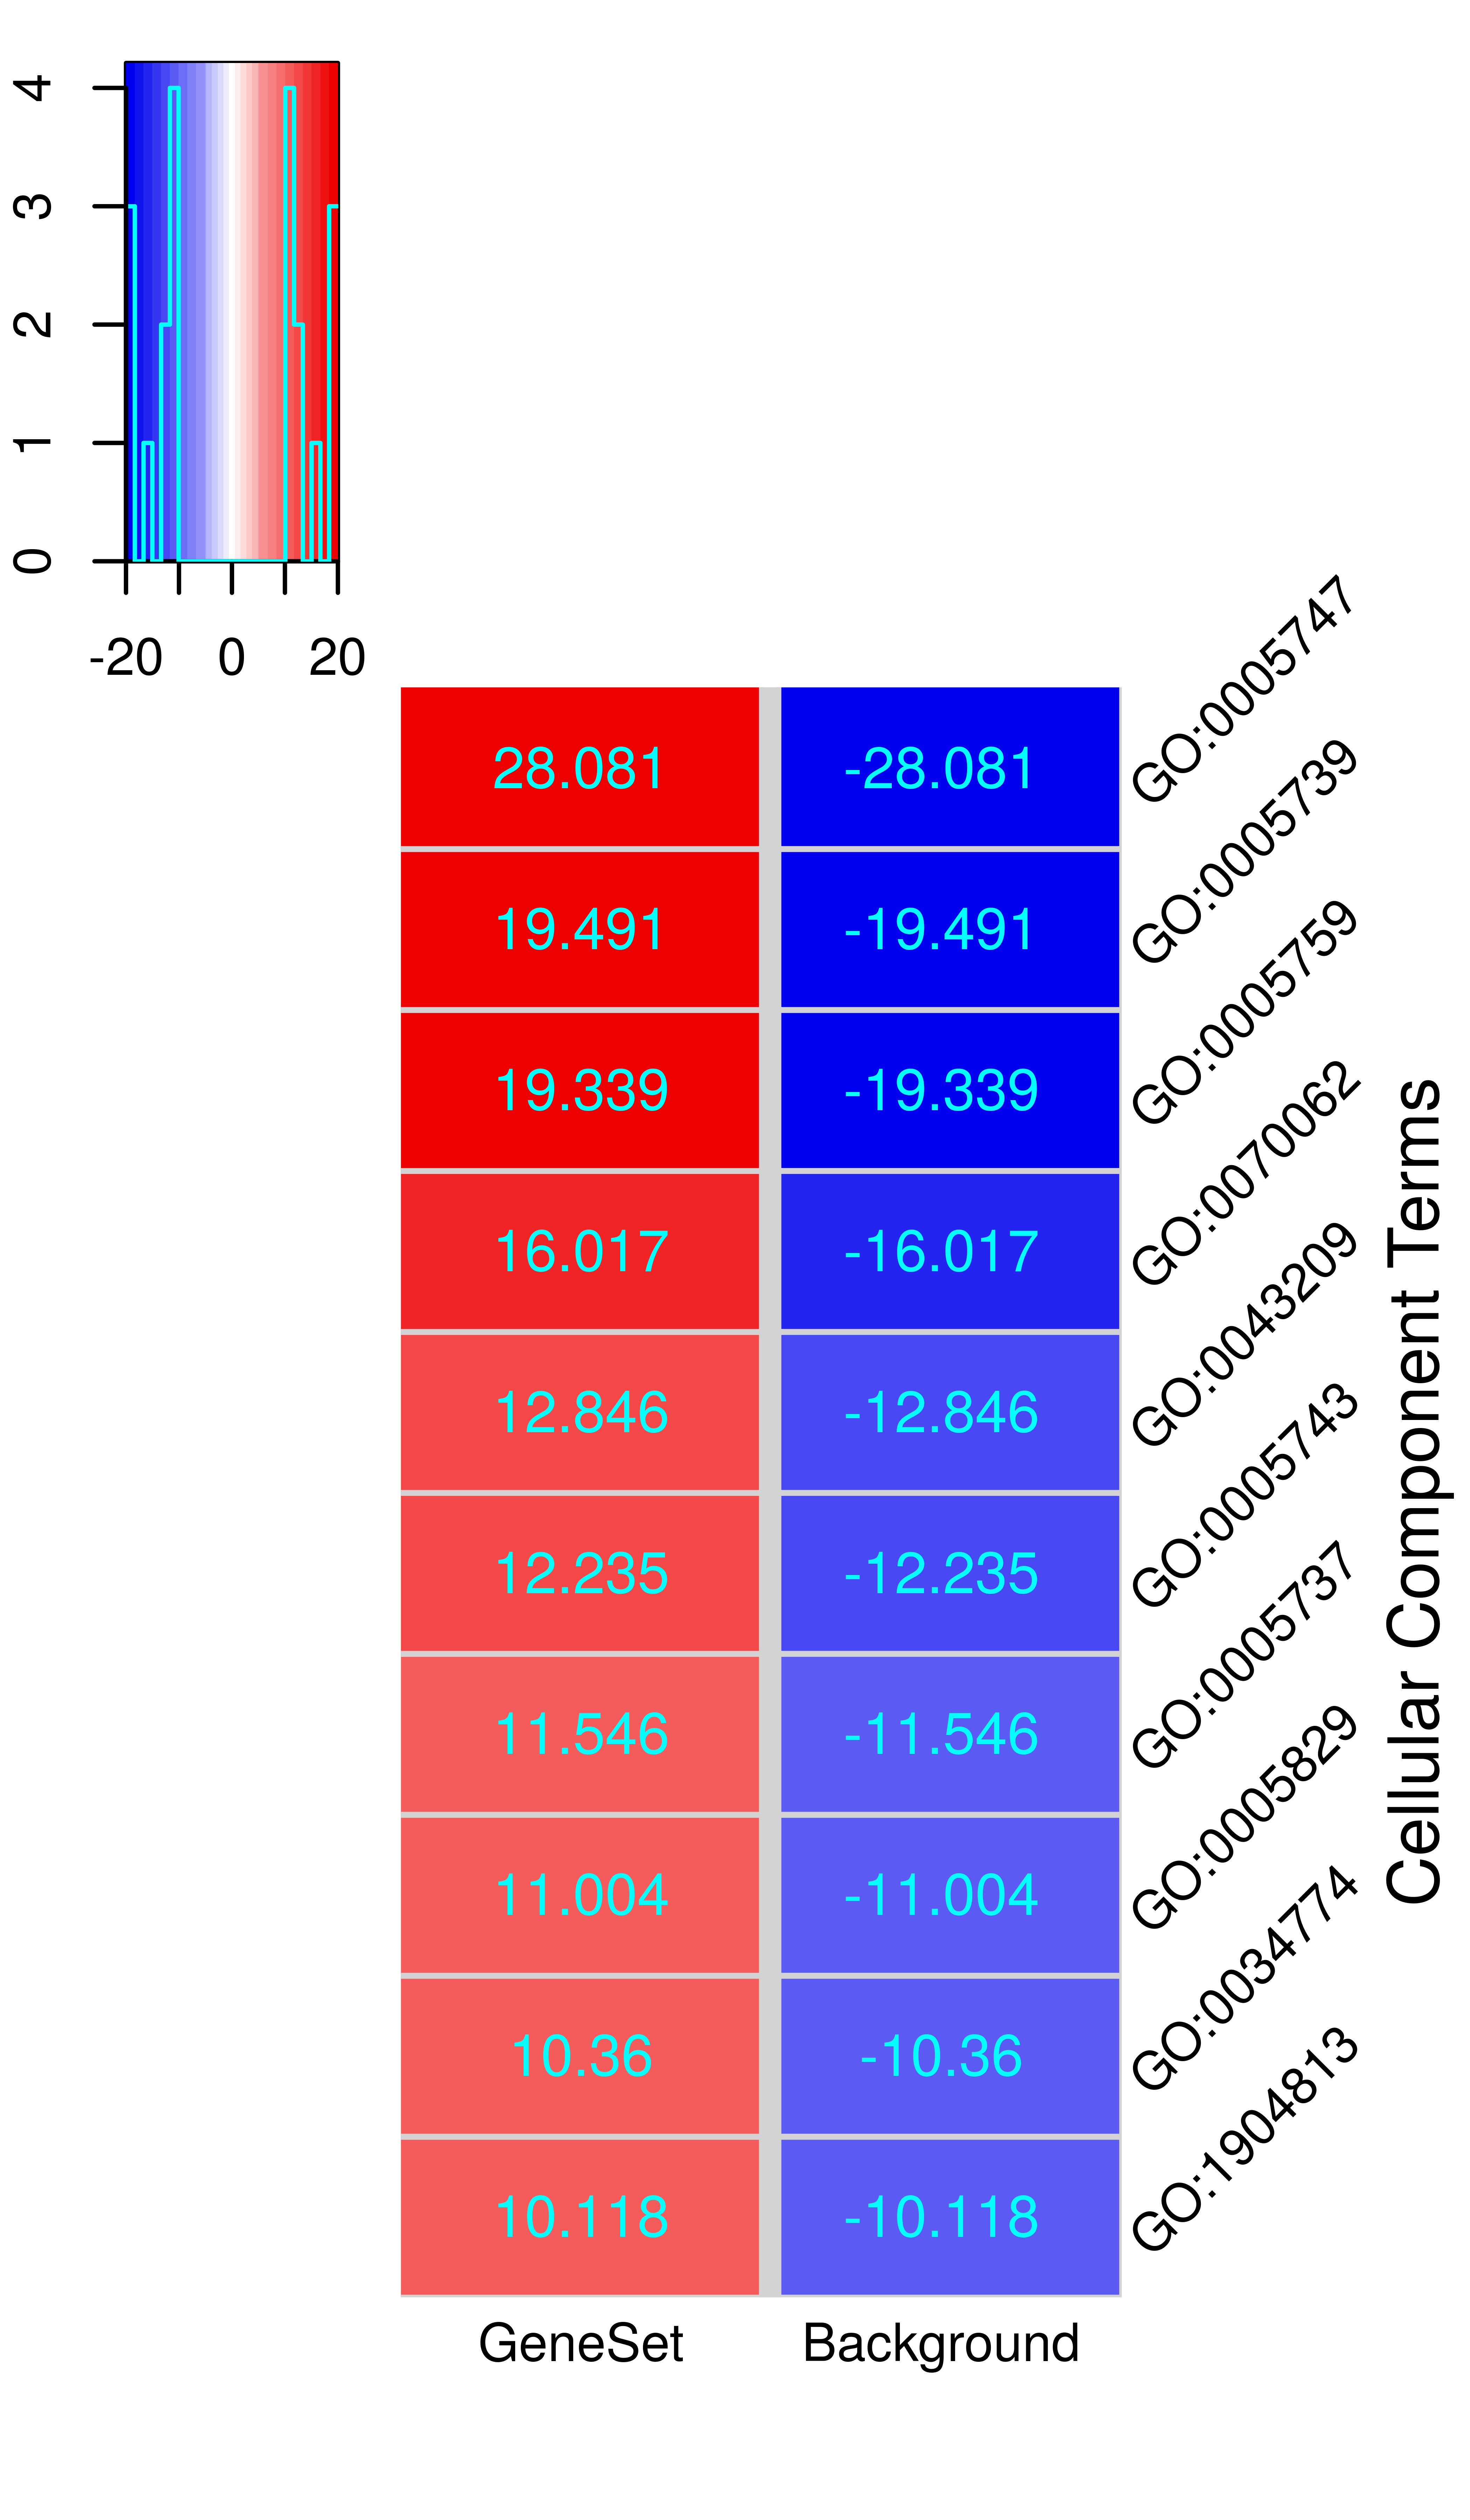 4
3
2
1
0
-20 0 20
28.081 -28.081 GO:0005747
19.491 -19.491 GO:0005739
19.339 -19.339 GO:0005759
16.017 -16.017 GO:0070062
12.846 -12.846 GO:0043209
12.235 -12.235 GO:0005743
11.546 -11.546 GO:0005737
11.004 -11.004 GO:0005829
10.36 -10.36 GO:0034774
10.118 -10.118 GO:1904813
GeneSet Background
Cellular Component Terms